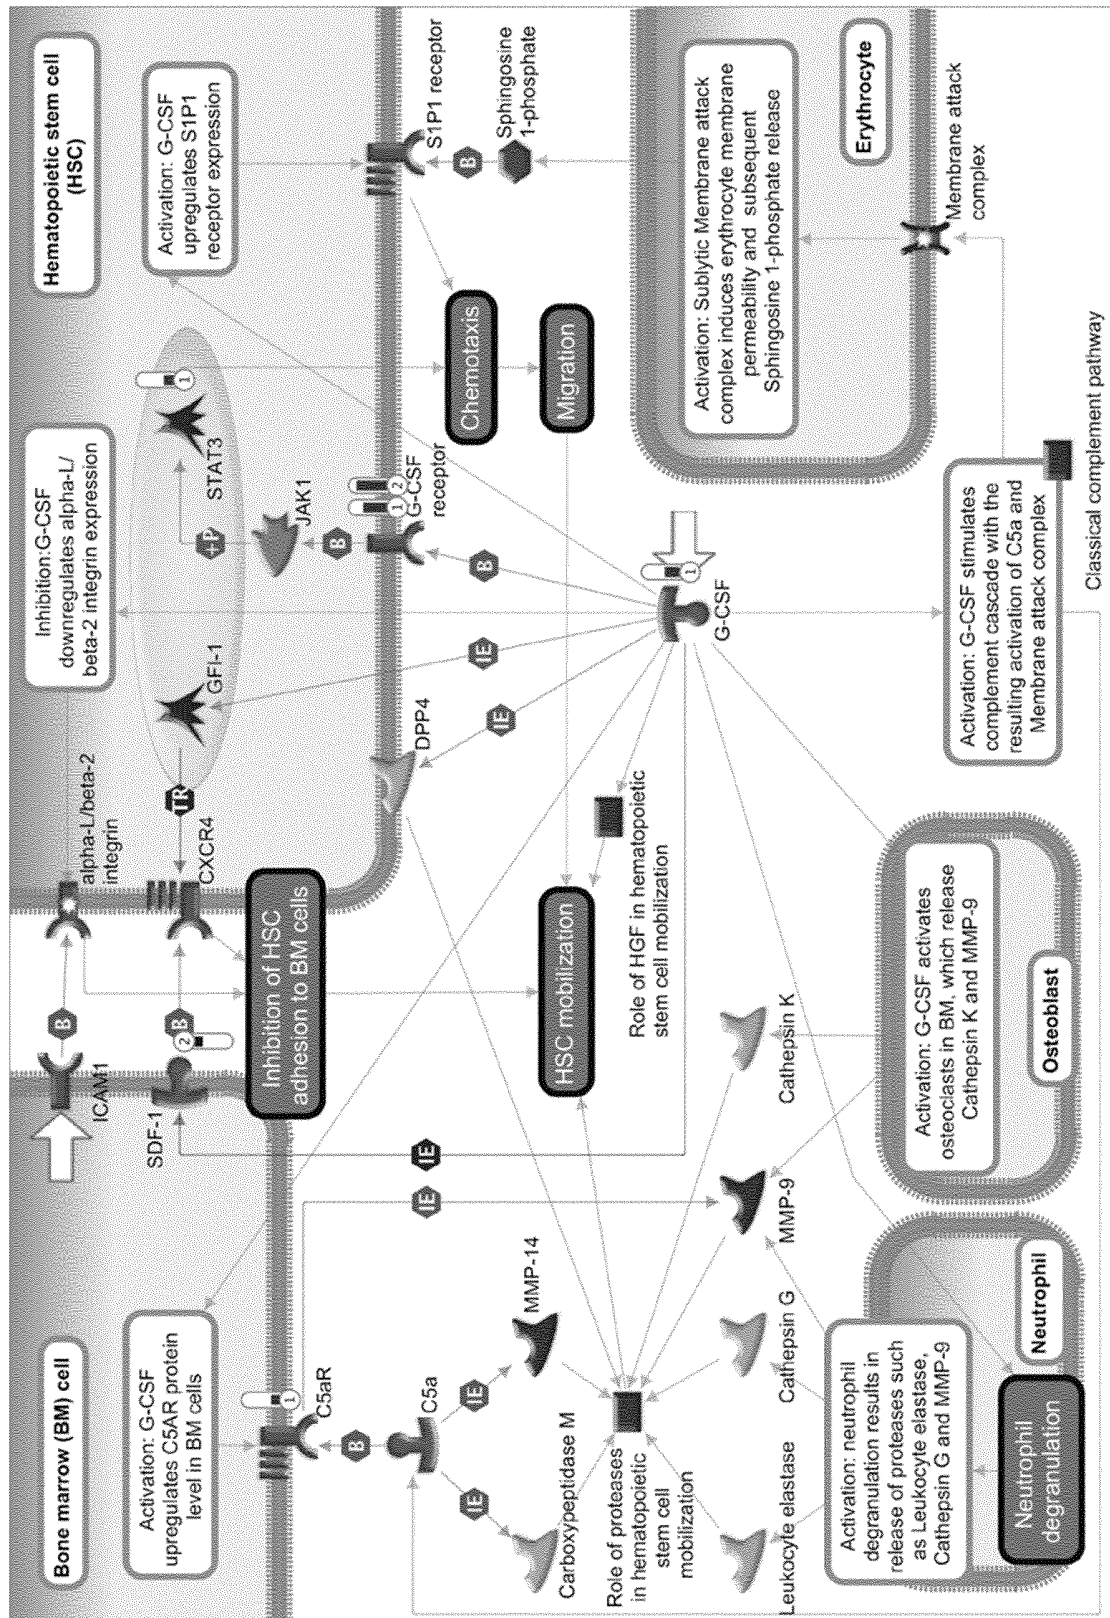 Bone marrow (BM) cell
Activation: G-CSF
upregulates C5AR protein
level in BM cells
1
C5aR
B
C5a
IE
IE
Carboxypeptidase M
MMP-14
Role of proteases
in hematopoietic
stem cell
mobilization
Leukocyte elastase
Cathepsin G
MMP-9
Cathepsin K
Activation: neutrophil
degranulation results in
release of proteases such
as Leukocyte elastase,
Cathepsin G and MMP-9
Neutrophil
degranulation
Neutrophil
ICAM1
B
SDF-1
2
B
IE
IE
Inhibition of HSC
adhesion to BM cells
HSC mobilization
Role of HGF in hematopoietic
stem cell mobilization
Activation: G-CSF activates
osteoclasts in BM, which release
Cathepsin K and MMP-9
Osteoblast
alpha-L/beta-2
integrin
CXCR4
TR
GFI-1
Inhibition:G-CSF
downregulates alpha-L/
beta-2 integrin expression
STAT3
1
+P
JAK1
B
1
2
G-CSF
receptor
DPP4
IE
IE
B
1
G-CSF
Hematopoietic stem cell
(HSC)
Activation: G-CSF
upregulates S1P1
receptor expression
S1P1 receptor
B
Sphingosine
1-phosphate
Chemotaxis
Migration
Activation: Sublytic Membrane attack
complex induces erythrocyte membrane
permeability and subsequent
Sphingosine 1-phosphate release
Erythrocyte
Membrane attack
complex
Activation: G-CSF stimulates
complement cascade with the
resulting activation of C5a and
Membrane attack complex
Classical complement pathway